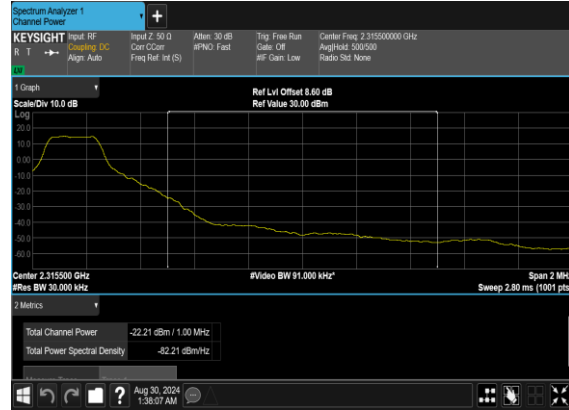 Spectrum Analyzer 1
Channel Power
+
KEYSIGHT Input: RF Input Z: 50 Ω Atten: 30 dB Trig: Free Run Center Freq: 2.315500000 GHz
R T Coupling: DC Corr CCorr #PNO: Fast Gate: Off Avg|Hold: 500/500
Align: Auto Freq Ref: Int (S) #IF Gain: Low Radio Std: None
1 Graph
Ref Lvl Offset 8.60 dB
Scale/Div 10.0 dB Ref Value 30.00 dBm
Log
20.0
10.0
0.00
-10.0
-20.0
-30.0
-40.0
-50.0
-60.0
Center 2.315500 GHz #Video BW 91.000 kHz* Span 2 MHz
#Res BW 30.000 kHz Sweep 2.80 ms (1001 pts
2 Metrics
Total Channel Power -22.21 dBm / 1.00 MHz
Total Power Spectral Density -82.21 dBm/Hz
? Aug 30, 2024
1:38:07 AM